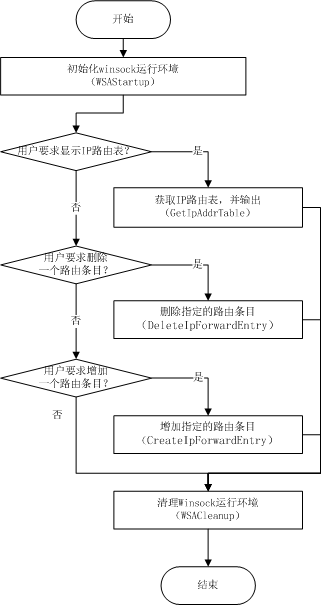 开始
初始化winsock运行环境
(WSAStartup)
用户要求显示IP路由表?
是
否
获取IP路由表，并输出
(GetIpAddrTable)
用户要求删除
一个路由条目?
是
否
删除指定的路由条目
(DeleteIpForwardEntry)
用户要求增加
一个路由条目?
是
否
增加指定的路由条目
(CreateIpForwardEntry)
清理Winsock运行环境
(WSACleanup)
结束